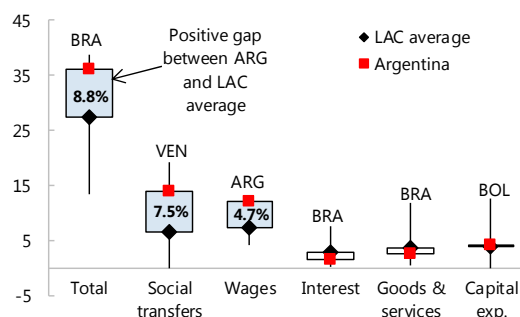 45
35
25
15
5
-5
BRA
Positive gap
between ARG
and LAC
average
LAC average
Argentina
8.8%
VEN
7.5%
ARG
4.7%
BRA
BRA
BOL
Total
Social
transfers
Wages
Interest
Goods &
services
Capital
exp.